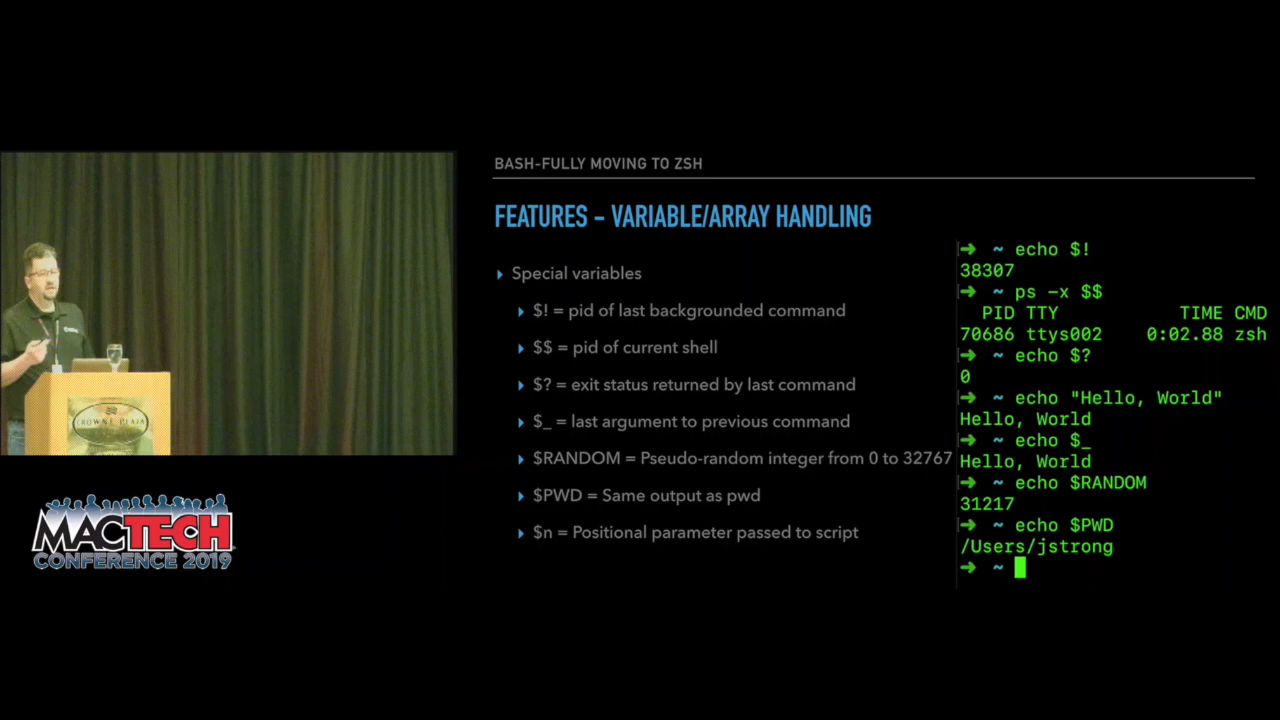 BASH-FULLY MOVING TO ZSH
FEATURES – VARIABLE/ARRAY HANDLING
Special variables
$! = pid of last backgrounded command
$$ = pid of current shell
$? = exit status returned by last command
$_ = last argument to previous command
$RANDOM = Pseudo-random integer from 0 to 32767
$PWD = Same output as pwd
$n = Positional parameter passed to script
➜ ~ echo $!
38307
➜ ~ ps -x $$
PID TTY TIME CMD
70686 ttys002 0:02.88 zsh
➜ ~ echo $?
0
➜ ~ echo "Hello, World"
Hello, World
➜ ~ echo $_
Hello, World
➜ ~ echo $RANDOM
31217
➜ ~ echo $PWD
/Users/jstrong
➜ ~
CROWNE PLAZA
MACTECH
CONFERENCE 2019